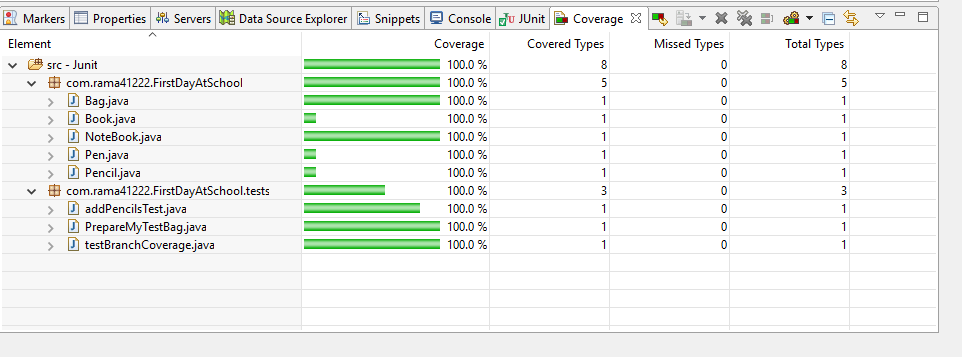 Markers Properties Servers Data Source Explorer Snippets Console JUnit Coverage
Element Coverage Covered Types Missed Types Total Types
src - Junit 100.0 % 8 0 8
com.rama41222.FirstDayAtSchool 100.0 % 5 0 5
Bag.java 100.0 % 1 0 1
Book.java 100.0 % 1 0 1
NoteBook.java 100.0 % 1 0 1
Pen.java 100.0 % 1 0 1
Pencil.java 100.0 % 1 0 1
com.rama41222.FirstDayAtSchool.tests 100.0 % 3 0 3
addPencilsTest.java 100.0 % 1 0 1
PrepareMyTestBag.java 100.0 % 1 0 1
testBranchCoverage.java 100.0 % 1 0 1